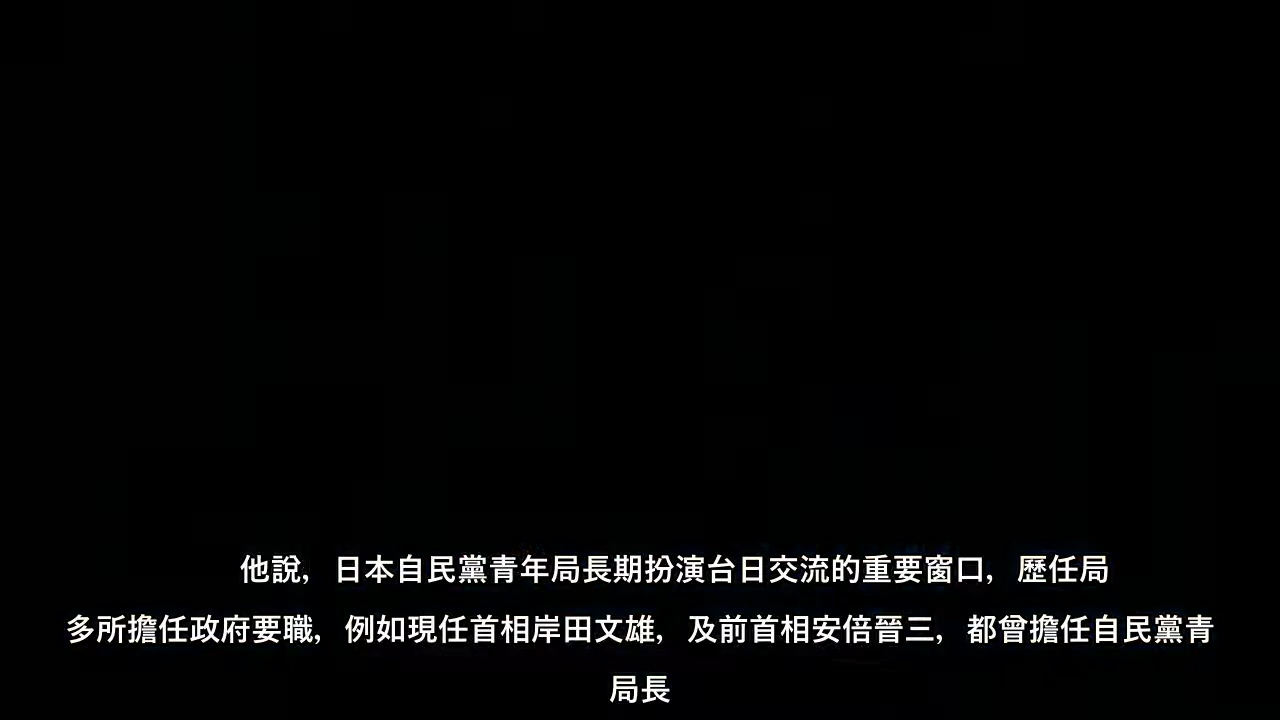 他說，日本自民黨青年局長期扮演台日交流的重要窗口，歷任局
多所擔任政府要職，例如現任首相岸田文雄，及前首相安倍晉三，都曾擔任自民黨青
局長